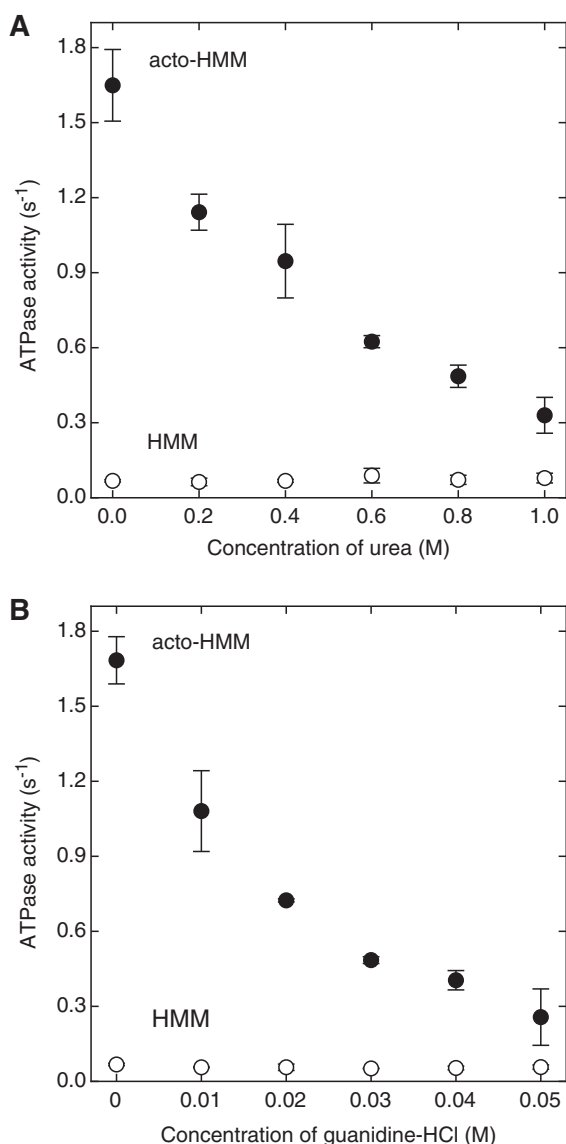 A
1.8
acto-HMM
1.5
1.2
0.9
0.6
0.3
HMM
0.0
ATPase activity (s-1)
0.0 0.2 0.4 0.6 0.8 1.0
Concentration of urea (M)
B
1.8
acto-HMM
1.5
1.2
0.9
0.6
0.3
HMM
0.0
ATPase activity (s-1)
0 0.01 0.02 0.03 0.04 0.05
Concentration of guanidine-HCl (M)